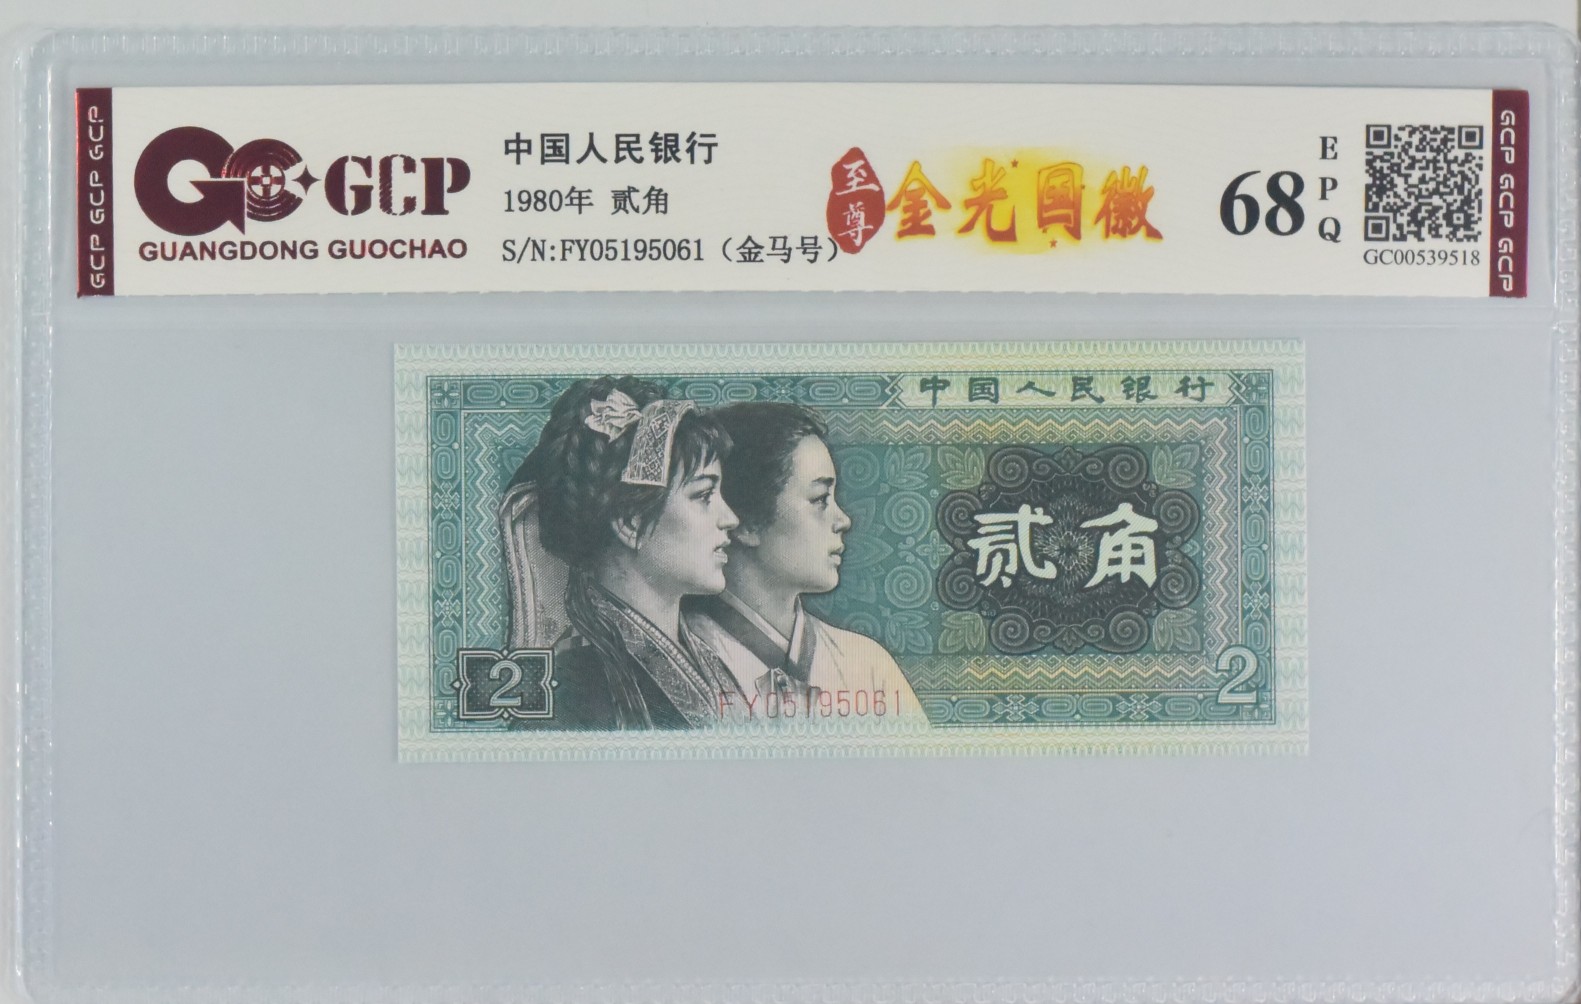 GCP GCP GCP
GCP
GUANGDONG GUOCHAO
中国人民银行
1980年 贰角
S/N:FY05195061（金马号）
至尊
金光国徽
68
EPQ
GC00539518
GCP GCP GCP
中国人民银行
贰角
2
FY05195061
2